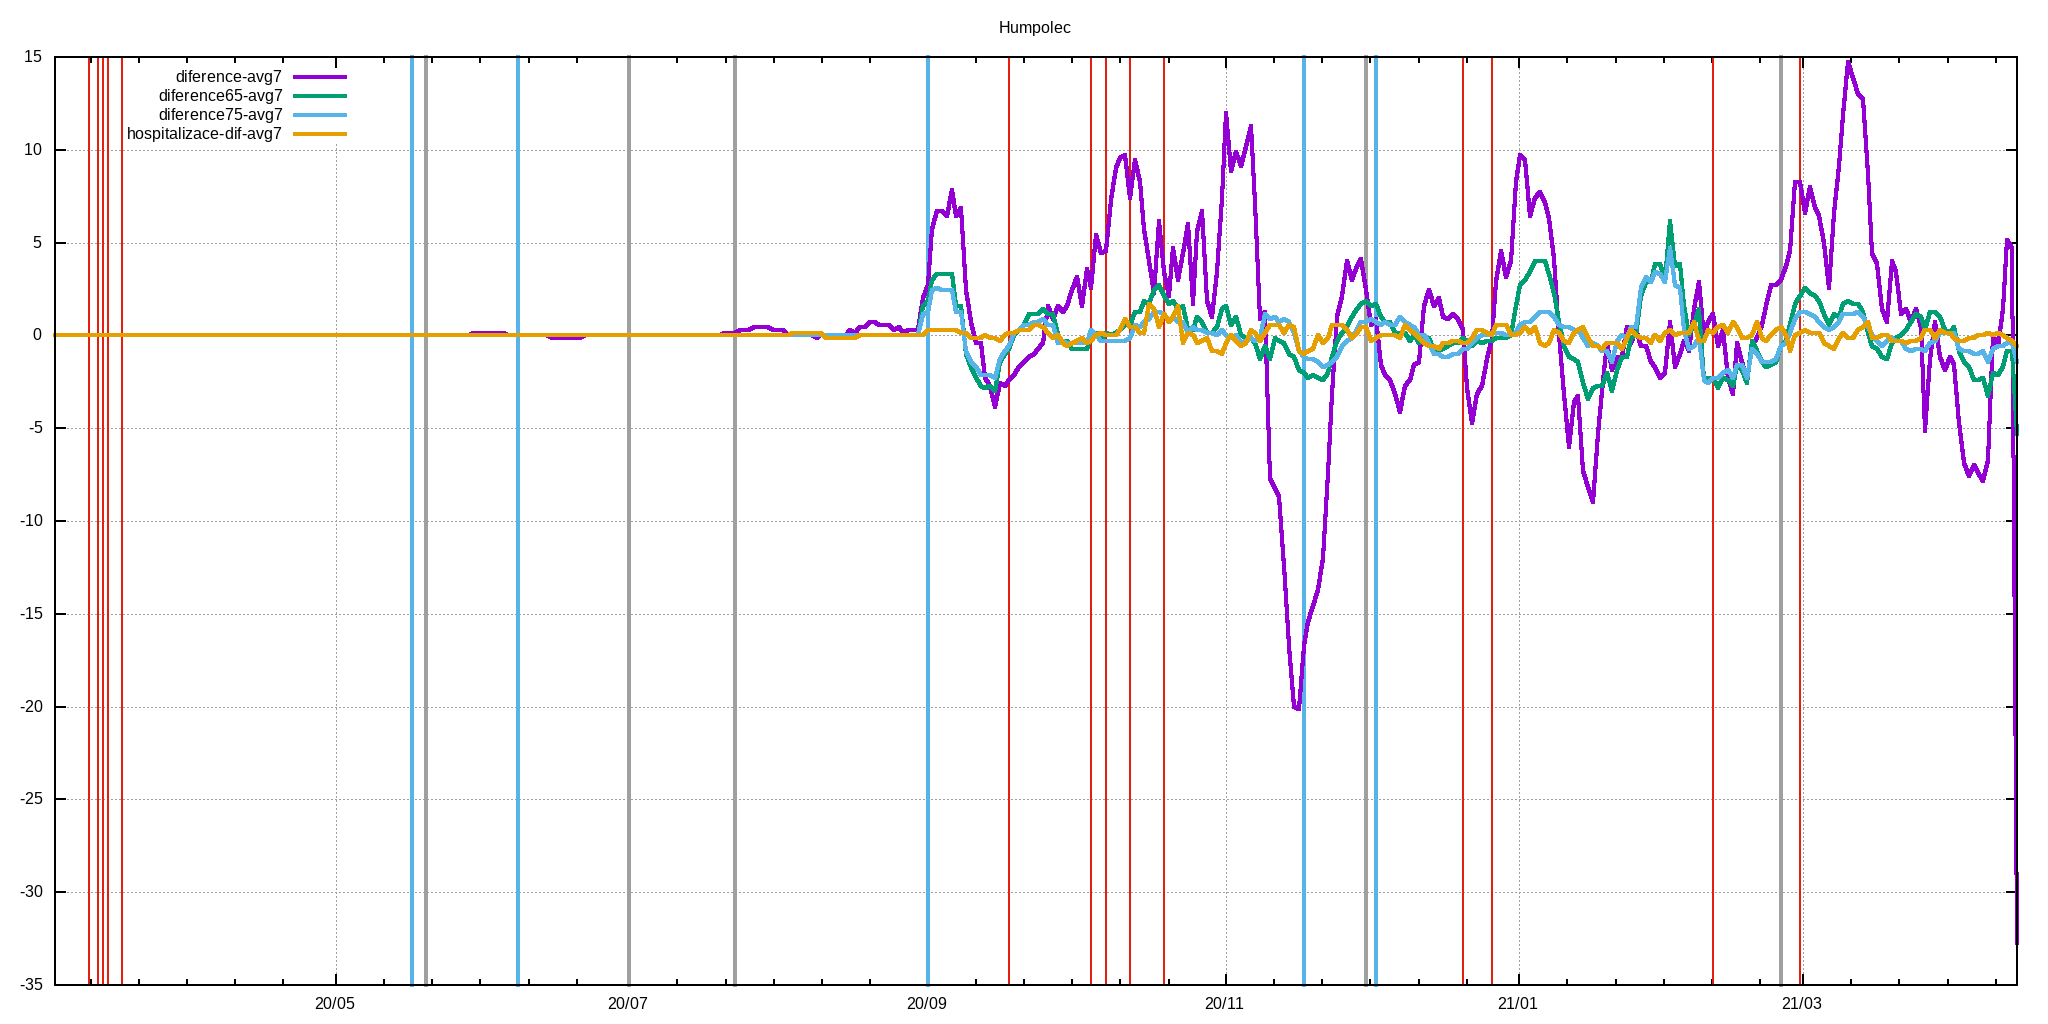 Humpolec
diference-avg7
diference65-avg7
diference75-avg7
hospitalizace-dif-avg7
15
10
5
0
-5
-10
-15
-20
-25
-30
-35
20/05 20/07 20/09 20/11 21/01 21/03